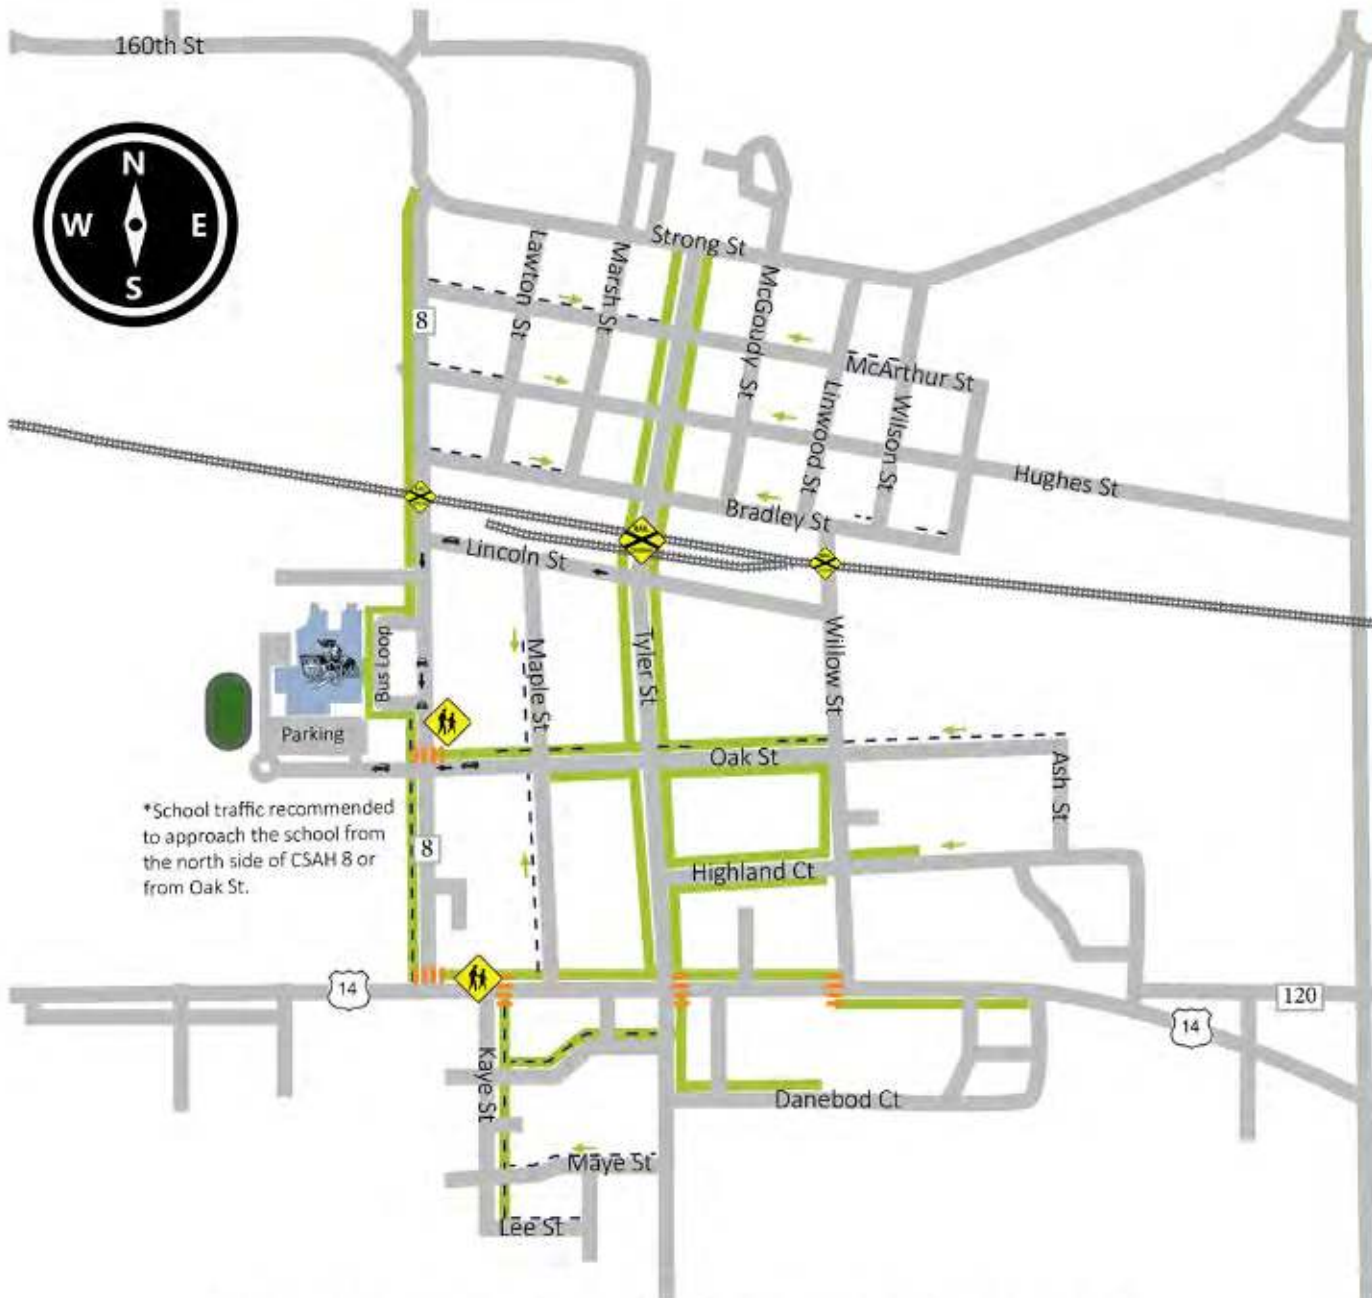 160th St
N
W
E
S
Strong St
Lawton St
Marsh St
McGoudy St
8
McArthur St
Linwood St
Wilson St
Hughes St
Bradley St
Lincoln St
Bus Loop
Maple St
Tyler St
Willow St
Parking
Oak St
Ash St
*School traffic recommended
to approach the school from
the north side of CSAH 8 or
from Oak St.
8
Highland Ct
14
120
14
Kaye St
Danebod Ct
Maye St
Lee St